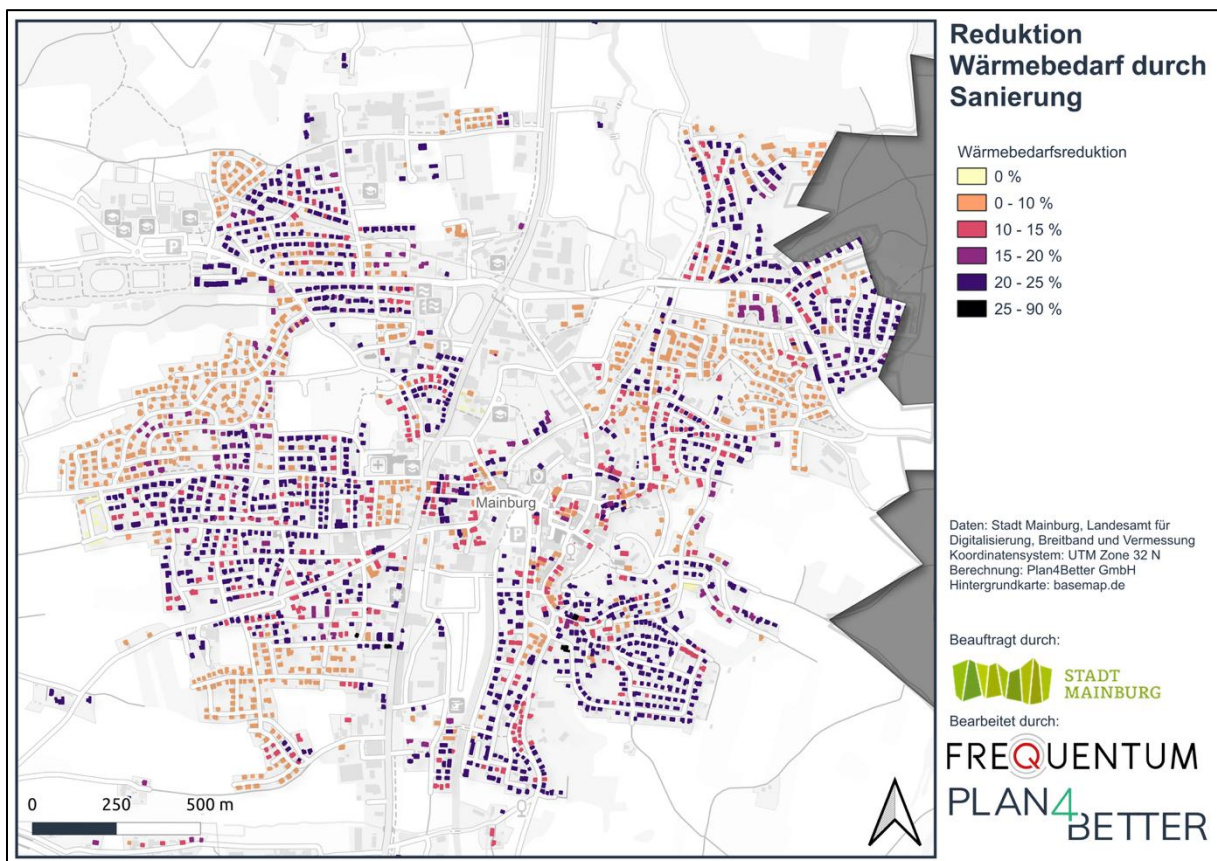 Reduktion
Wärmebedarf durch
Sanierung
Wärmebedarfsreduktion
0 %
0 - 10 %
10 - 15 %
15 - 20 %
20 - 25 %
25 - 90 %
Mainburg
P
P
P
Daten: Stadt Mainburg, Landesamt für
Digitalisierung, Breitband und Vermessung
Koordinatensystem: UTM Zone 32 N
Berechnung: Plan4Better GmbH
Hintergrundkarte: basemap.de
Beauftragt durch:
STADT
MAINBURG
Bearbeitet durch:
FREQUENTUM
PLAN4
BETTER
0 250 500 m